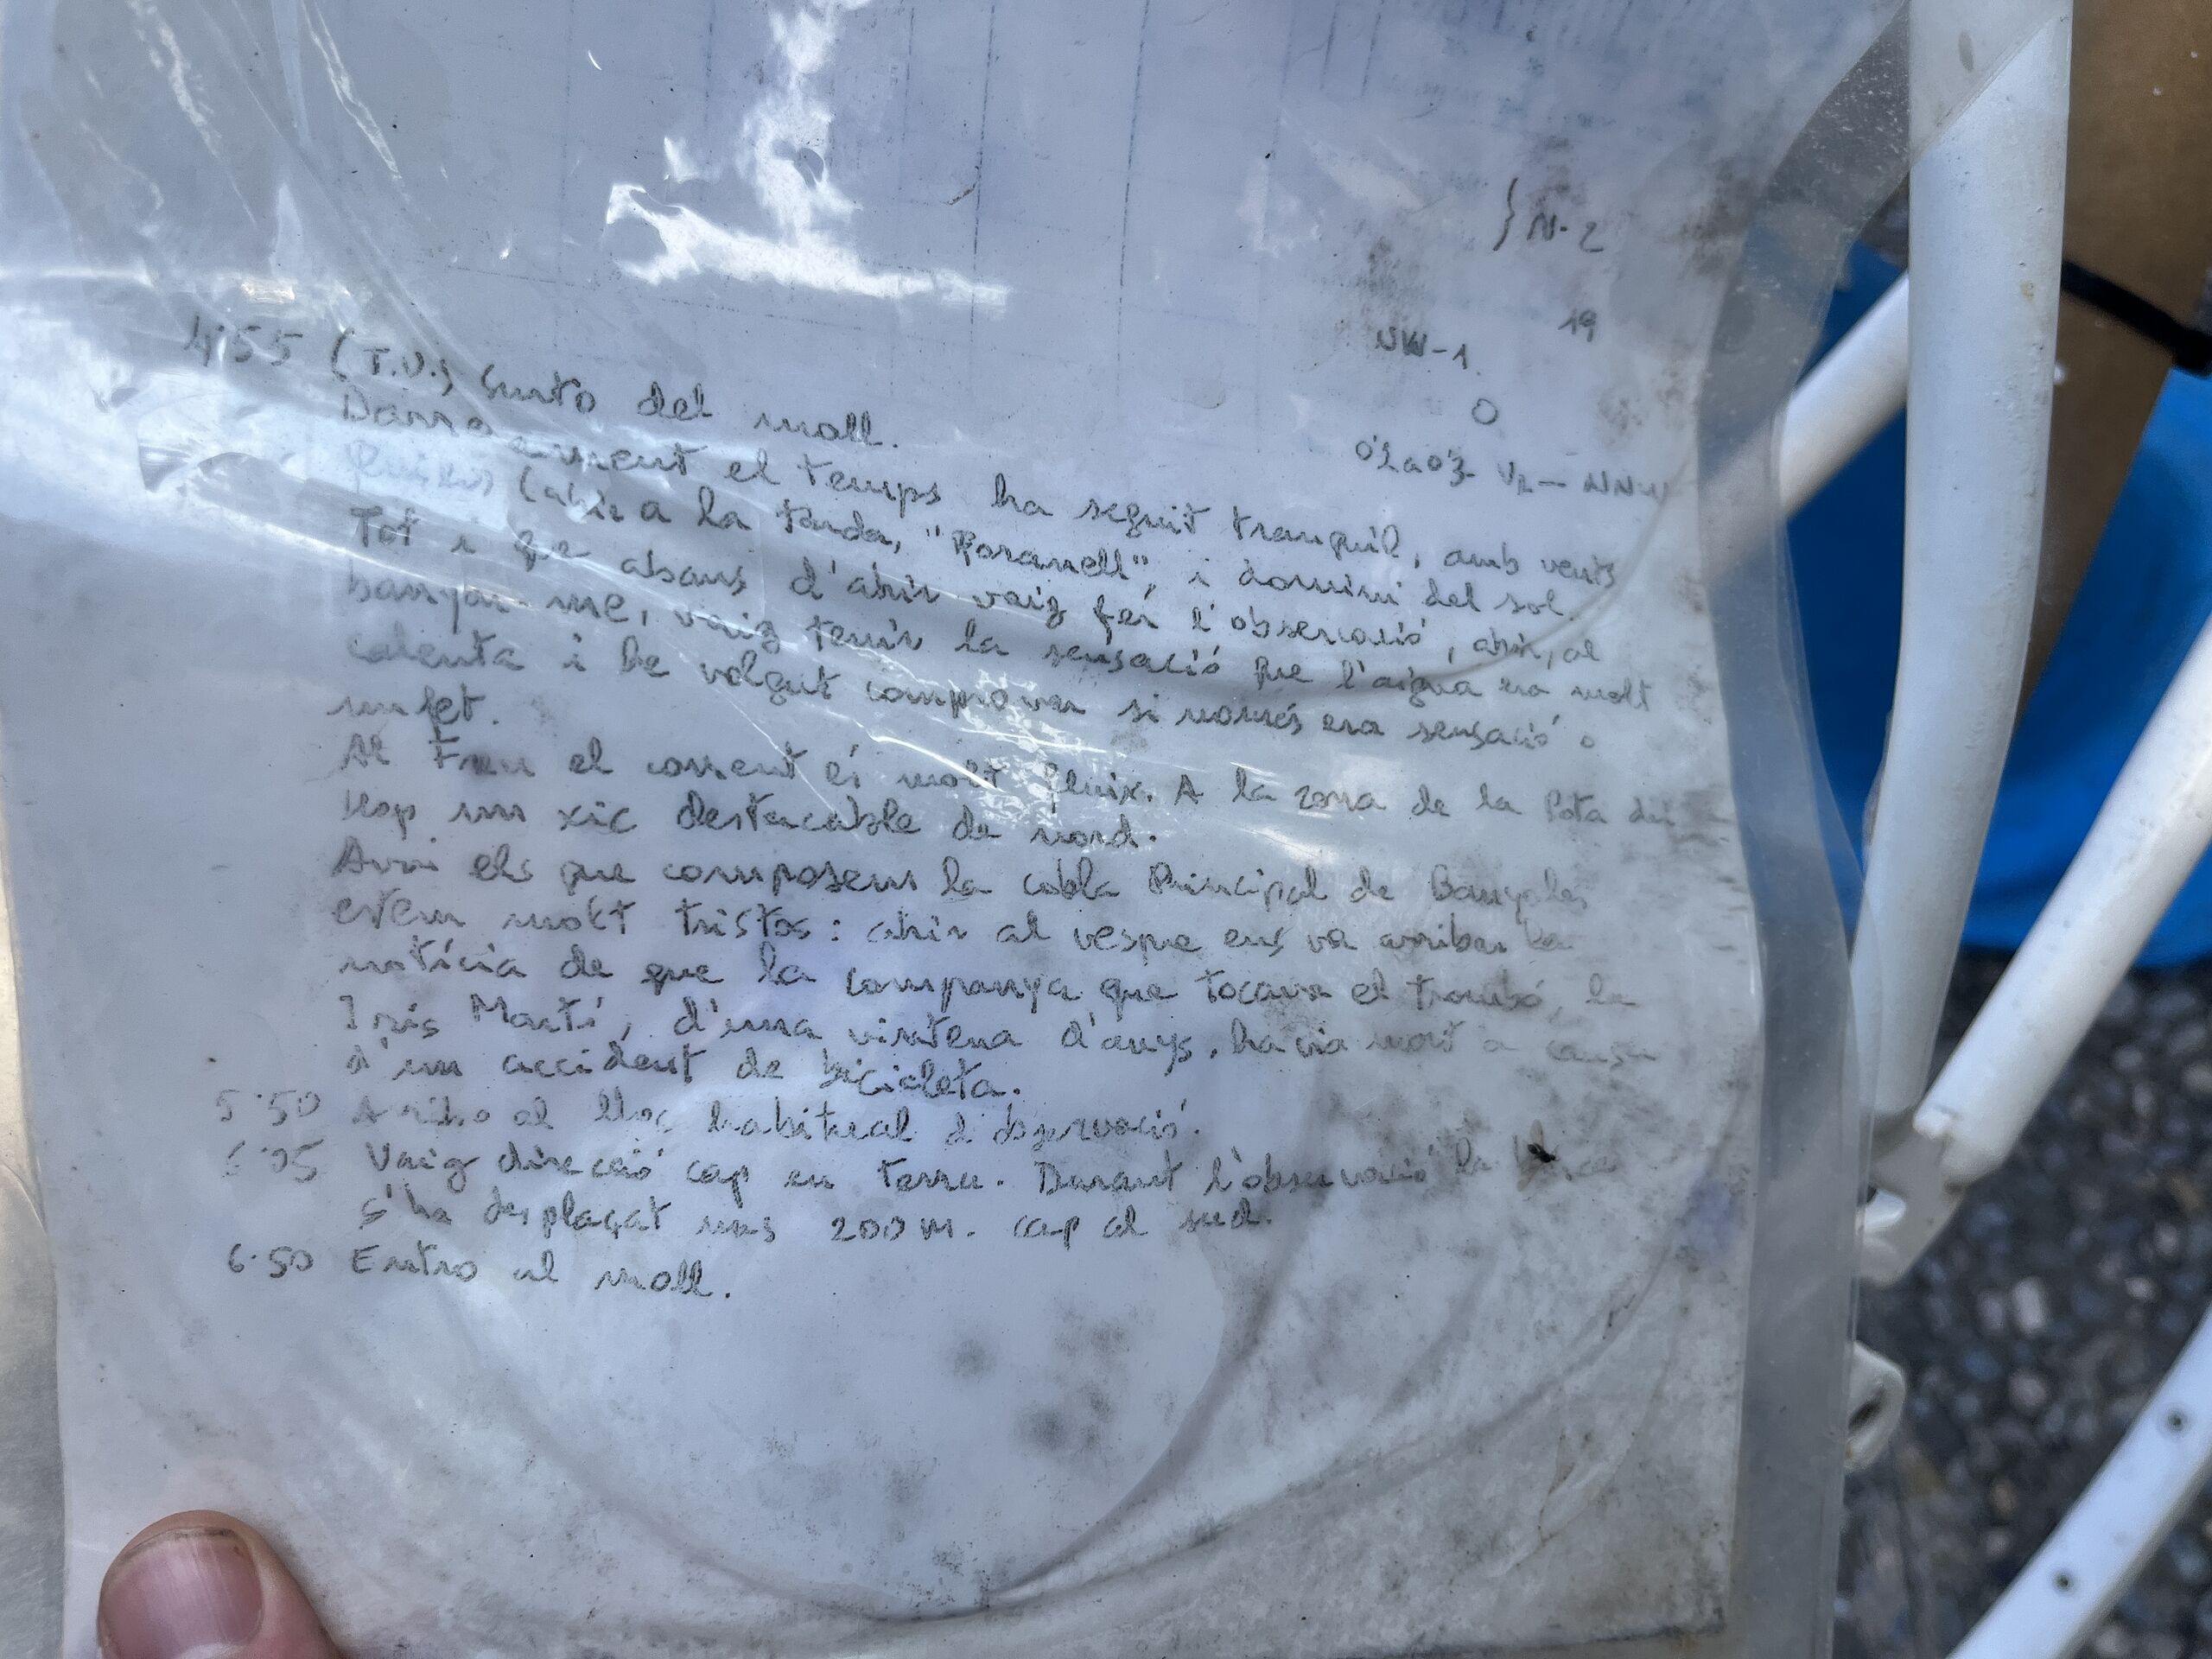 } N-2
19
NW-1
0
4'55 (T.U.) Surto del moll.
0'2 a 0'3 VR - NNW
Darrerament el temps ha seguit tranquil, amb vents
fluixos (ahir a la tarda, "Foranell", i domini del sol.
Tot i que abans d'ahir vaig fer l'observació, ahir, al
banyar-me, vaig tenir la sensació que l'aigua era molt
calenta i he volgut comprovar si només era sensació o
un fet.
Al Freu el corrent és molt fluix. A la zona de la Pota del
Llop un xic destacable de nord.
Avui els que composem la cobla Principal de Banyoles
estem molt tristos: ahir al vespre ens va arribar la
notícia de que la companya que tocava el trombó, la
Iris Martí, d'una vintena d'anys, havia mort a causa
d'un accident de bicicleta.
5'50 Arribo al lloc habitual d'observació.
6'05 Vaig direcció cap en terra. Durant l'observació la
s'ha desplaçat uns 200 m. cap al sud.
6'50 Entro al moll.